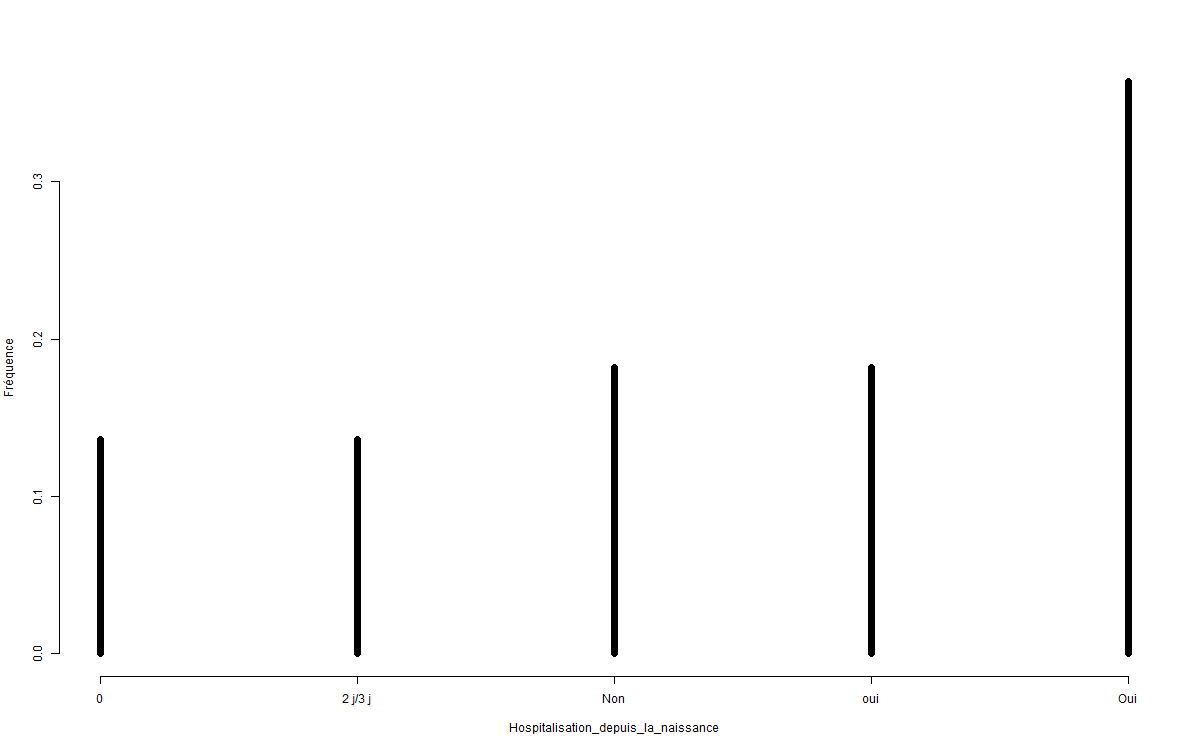 Fréquence
0.3
0.2
0.1
0.0
0 2 j/3 j Non oui Oui
Hospitalisation_depuis_la_naissance